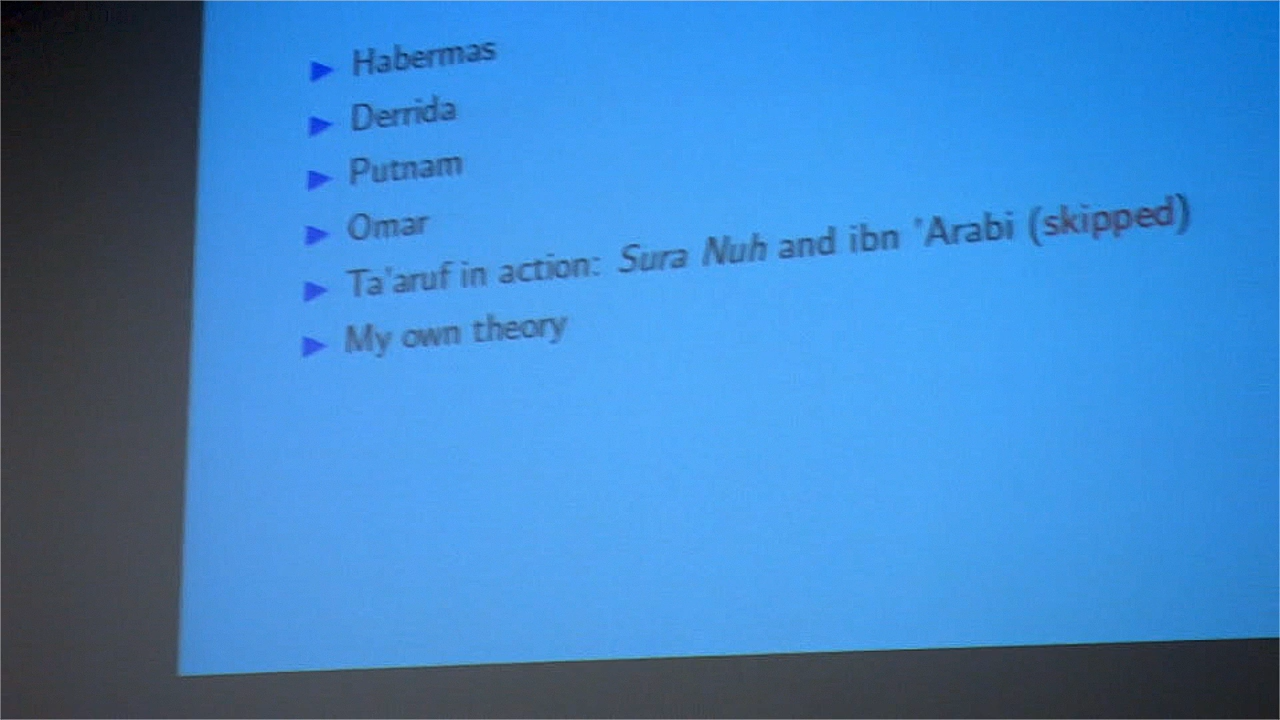 Habermas
Derrida
Putnam
Omar
Ta'aruf in action: Sura Nuh and ibn 'Arabi (skipped)
My own theory